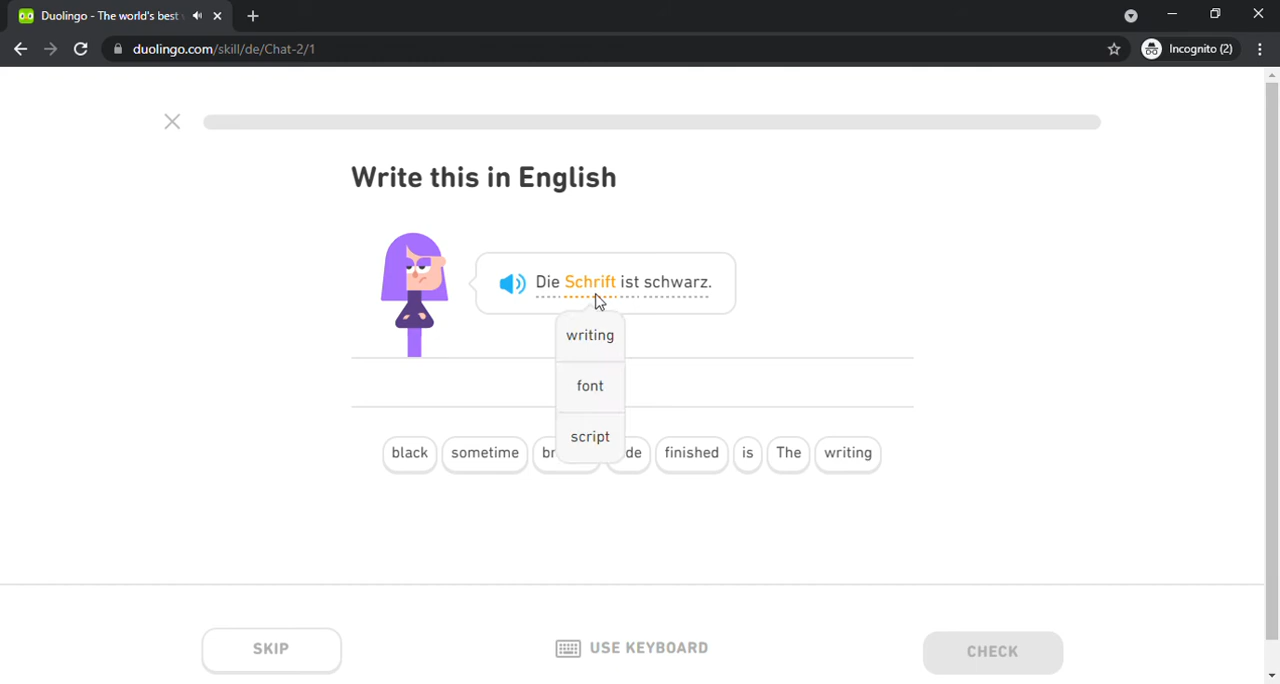 Duolingo - The world's best
duolingo.com/skill/de/Chat-2/1
Incognito (2)
Write this in English
Die Schrift ist schwarz.
writing
font
script
black sometime finished is The writing
SKIP
USE KEYBOARD
CHECK